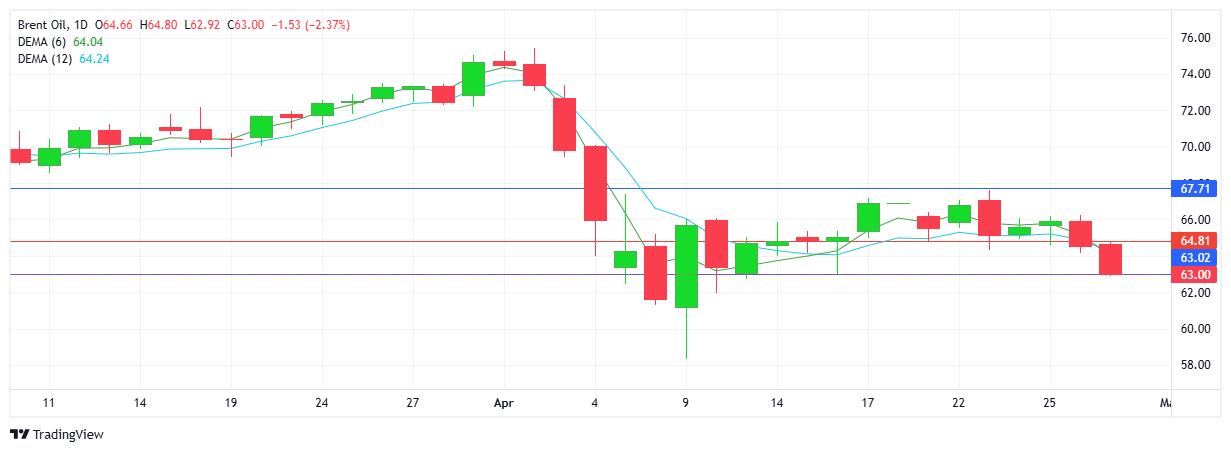 Brent Oil, 1D O64.66 H64.80 L62.92 C63.00 −1.53 (−2.37%)
DEMA (6) 64.04
DEMA (12) 64.24
76.00
74.00
72.00
70.00
67.71
66.00
64.81
63.02
63.00
62.00
60.00
58.00
11 14 19 24 27 Apr 4 9 14 17 22 25
TradingView